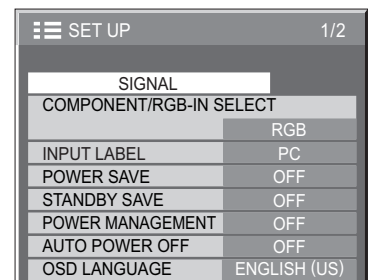 SET UP 1/2
SIGNAL
COMPONENT/RGB-IN SELECT
RGB
INPUT LABEL PC
POWER SAVE OFF
STANDBY SAVE OFF
POWER MANAGEMENT OFF
AUTO POWER OFF OFF
OSD LANGUAGE ENGLISH (US)